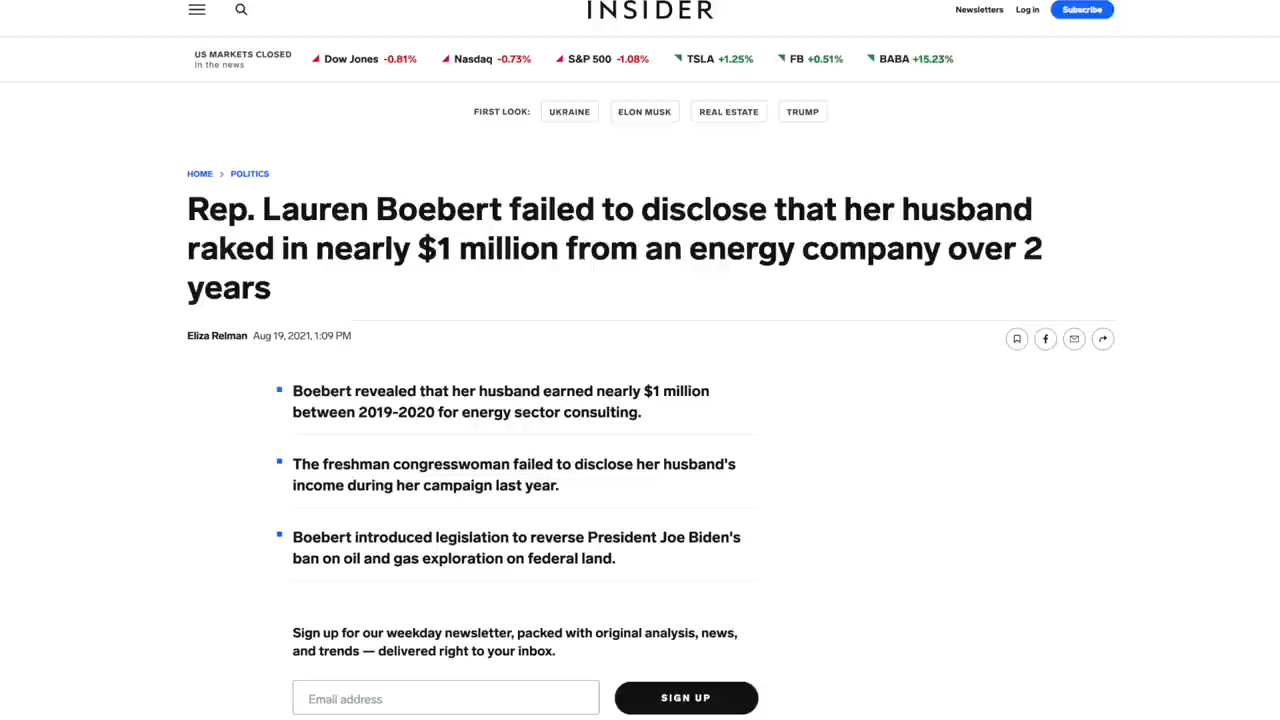 INSIDER
Newsletters Log in Subscribe
US MARKETS CLOSED
In the news
Dow Jones -0.81% Nasdaq -0.73% S&P 500 -1.08% TSLA +1.25% FB +0.51% BABA +15.23%
FIRST LOOK: UKRAINE ELON MUSK REAL ESTATE TRUMP
HOME > POLITICS
Rep. Lauren Boebert failed to disclose that her husband
raked in nearly $1 million from an energy company over 2
years
Eliza Relman Aug 19, 2021, 1:09 PM
Boebert revealed that her husband earned nearly $1 million
between 2019-2020 for energy sector consulting.
The freshman congresswoman failed to disclose her husband's
income during her campaign last year.
Boebert introduced legislation to reverse President Joe Biden's
ban on oil and gas exploration on federal land.
Sign up for our weekday newsletter, packed with original analysis, news,
and trends — delivered right to your inbox.
Email address SIGN UP